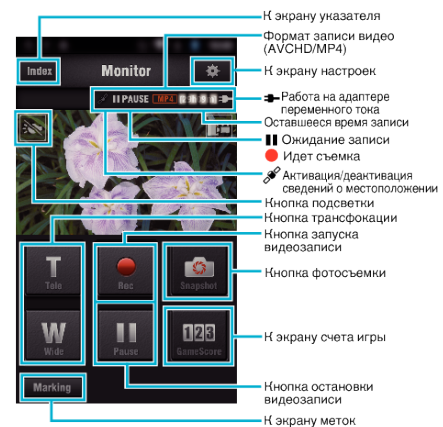 К экрану указателя
Формат записи видео
(AVCHD/MP4)
Index
Monitor
К экрану настроек
II PAUSE MP4
Работа на адаптере
переменного тока
Оставшееся время записи
Ожидание записи
Идет съемка
Активация/деактивация
сведений о местоположении
Кнопка подсветки
Кнопка трансфокации
Кнопка запуска
видеозаписи
T
Tele
Rec
Snapshot
Кнопка фотосъемки
W
Wide
Pause
123
GameScore
К экрану счета игры
Marking
Кнопка остановки
видеозаписи
К экрану меток